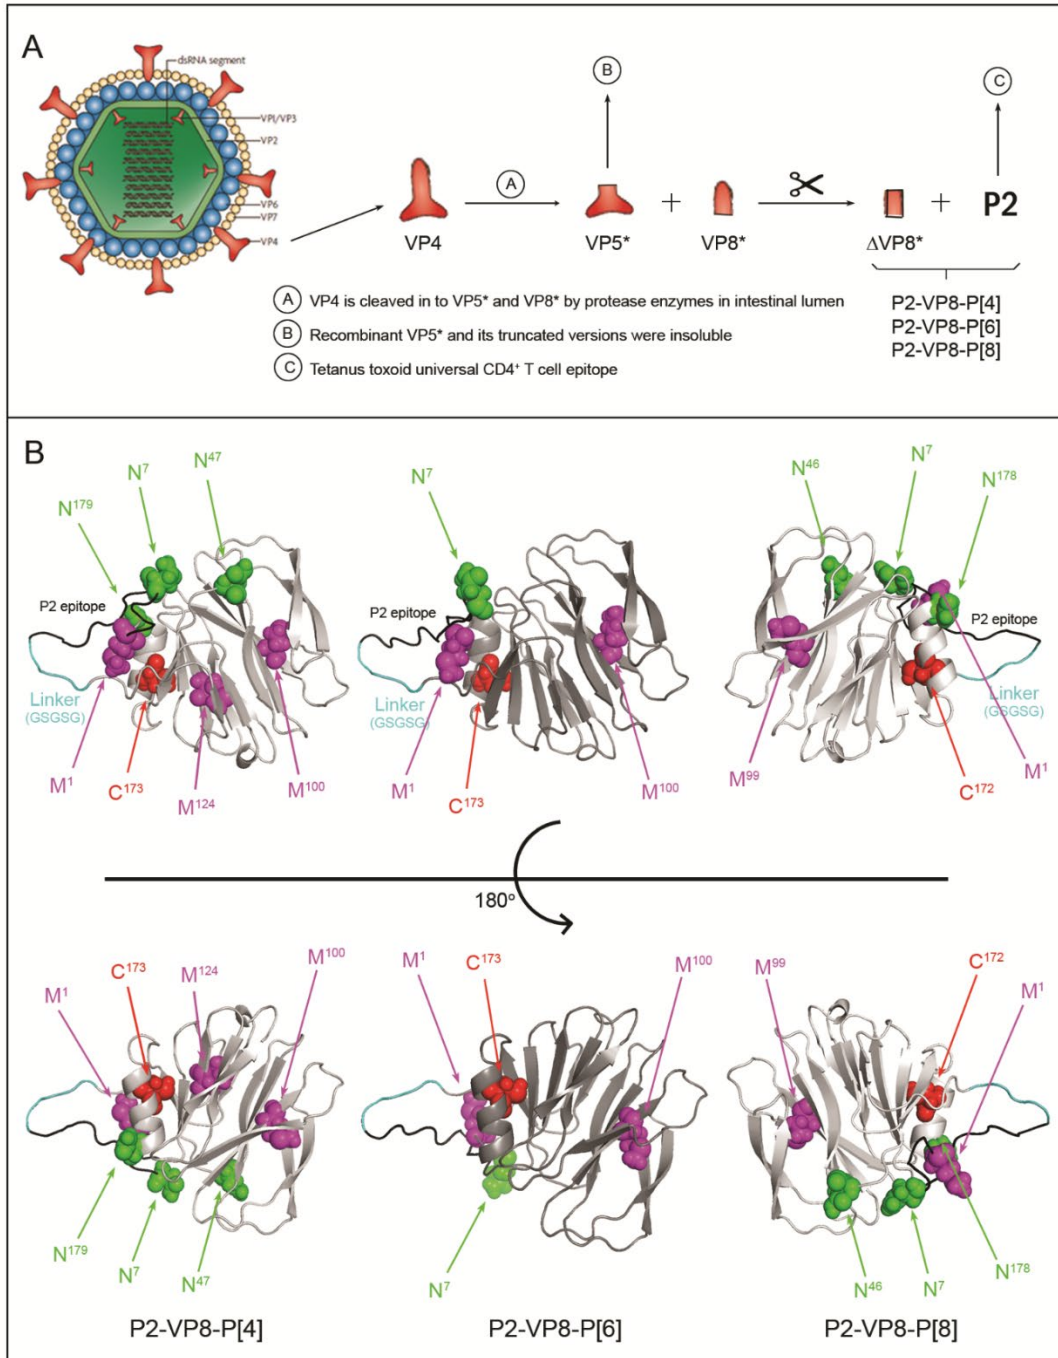 A
dsRNA segment
VP1/VP3
VP2
VP6
VP7
VP4
B
C
A
P2
VP4
VP5*
VP8*
ΔVP8*
A VP4 is cleaved in to VP5* and VP8* by protease enzymes in intestinal lumen
B Recombinant VP5* and its truncated versions were insoluble
C Tetanus toxoid universal CD4⁺ T cell epitope
P2-VP8-P[4]
P2-VP8-P[6]
P2-VP8-P[8]
B
N¹⁷⁹
N⁷
N⁴⁷
P2 epitope
Linker
(GSGSG)
M¹
C¹⁷³
M¹²⁴
M¹⁰⁰
N⁷
P2 epitope
Linker
(GSGSG)
M¹
C¹⁷³
M¹⁰⁰
N⁴⁶
N⁷
N¹⁷⁸
P2 epitope
Linker
(GSGSG)
M⁹⁹
M¹
C¹⁷²
180°
M¹
C¹⁷³
M¹²⁴
M¹⁰⁰
N¹⁷⁹
N⁷
N⁴⁷
M¹
C¹⁷³
M¹⁰⁰
N⁷
M⁹⁹
C¹⁷²
M¹
N⁴⁶
N⁷
N¹⁷⁸
P2-VP8-P[4]
P2-VP8-P[6]
P2-VP8-P[8]